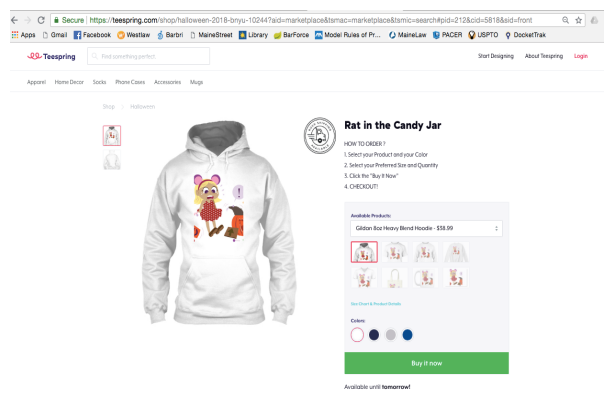 Secure | https://teespring.com/shop/halloween-2018-bnyu-10244?aid=marketplace&tsmac=marketplace&tsmic=search#pid=212&cid=5818&sid=front
Apps Gmail Facebook Westlaw Barbri MaineStreet Library BarForce Model Rules of Pr... MaineLaw PACER USPTO DocketTrak
Teespring Find something perfect Start Designing About Teespring Login
Apparel Home Decor Socks Phone Cases Accessories Mugs
Shop Halloween
Rat in the Candy Jar
HOW TO ORDER ?
1. Select your Product and your Color
2. Select your Preferred Size and Quantity
3. Click the "Buy It Now"
4. CHECKOUT!
Available Products:
Gildan 8oz Heavy Blend Hoodie - $38.99
Size Chart & Product Details
Colors:
Buy it now
Available until tomorrow!